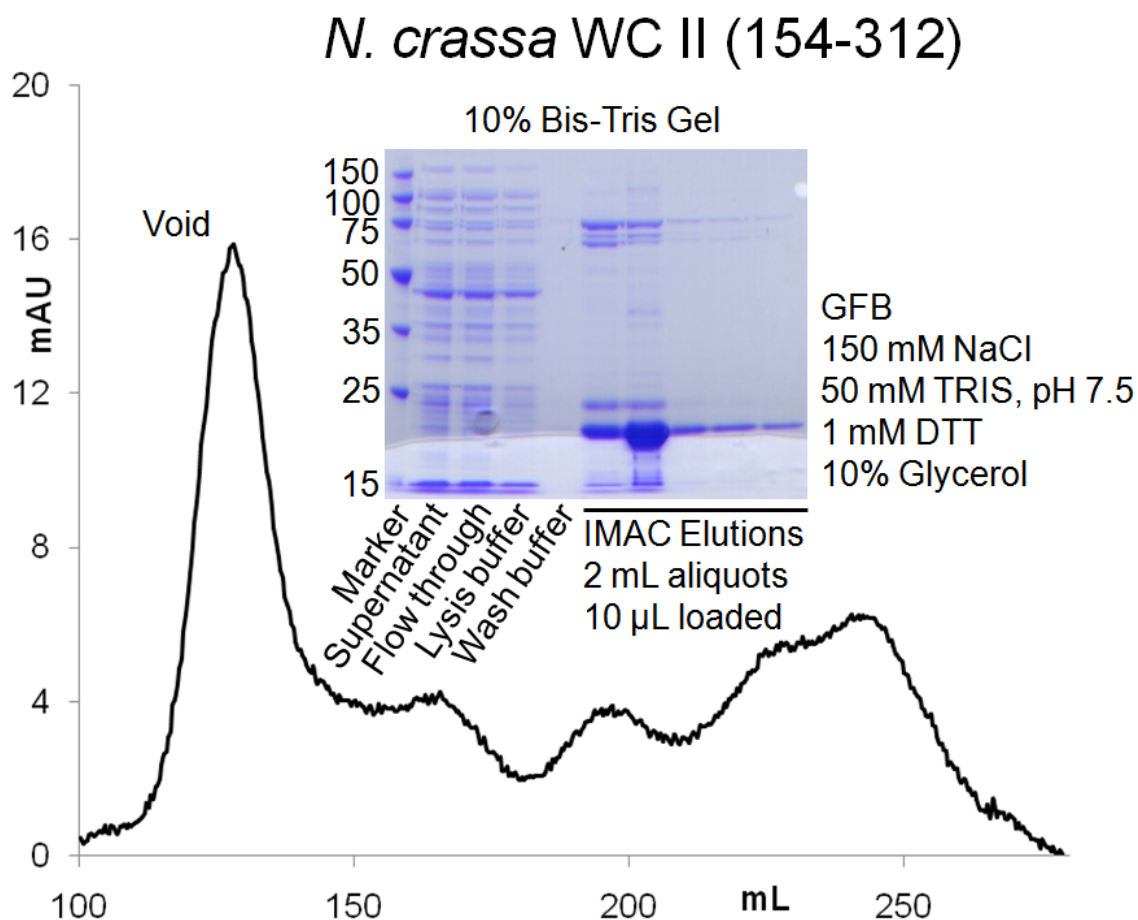 N. crassa WC II (154-312)
20
16
12
8
4
0
mAU
Void
10% Bis-Tris Gel
150
100
75
50
35
25
15
Marker
Supernatant
Flow through
Lysis buffer
Wash buffer
IMAC Elutions
2 mL aliquots
10 µL loaded
GFB
150 mM NaCl
50 mM TRIS, pH 7.5
1 mM DTT
10% Glycerol
100
150
200
mL
250